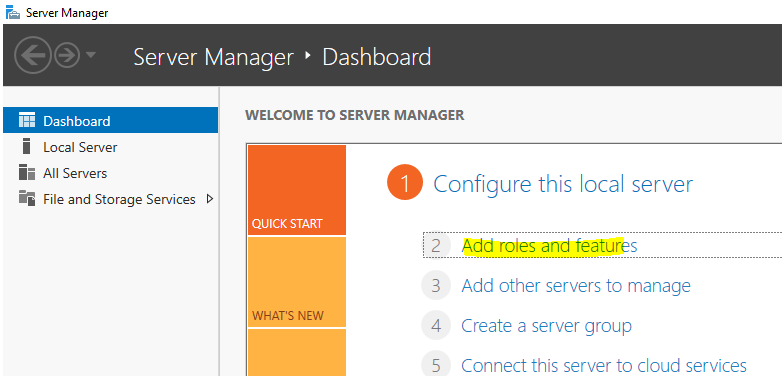 Server Manager
Server Manager ‣ Dashboard
Dashboard
Local Server
All Servers
File and Storage Services
WELCOME TO SERVER MANAGER
QUICK START
WHAT'S NEW
1 Configure this local server
2 Add roles and features
3 Add other servers to manage
4 Create a server group
5 Connect this server to cloud services